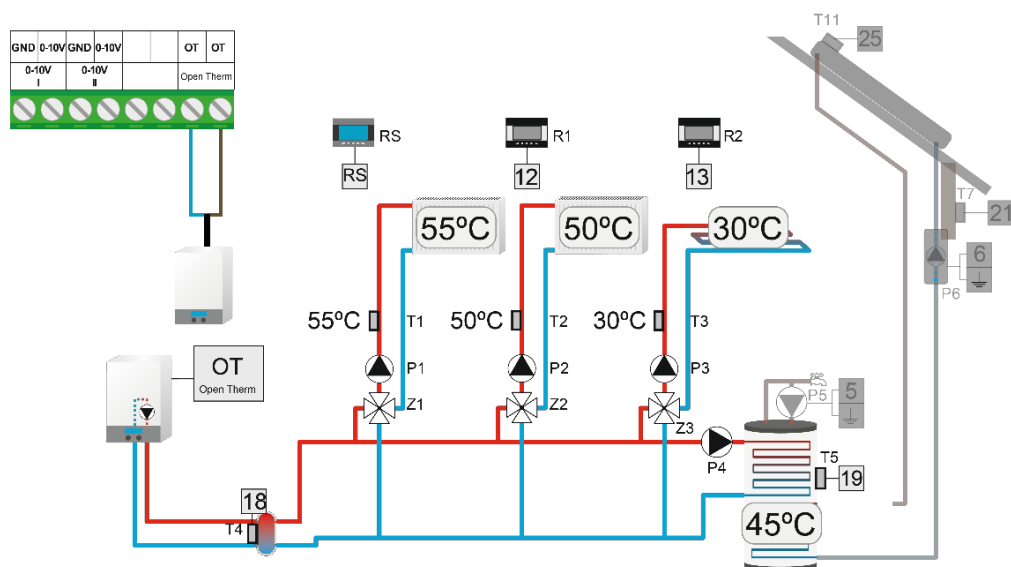 T11
25
GND 0-10V GND 0-10V OT OT
0-10V 0-10V Open Therm
I II
RS R1 R2
RS 12 13
T7
21
55ºC 50ºC 30ºC
6
P6
55ºC T1 50ºC T2 30ºC T3
OT
Open Therm
P1 P2 P3
5
P5
Z1 Z2 Z3
P4
T5
19
18
T4
45ºC